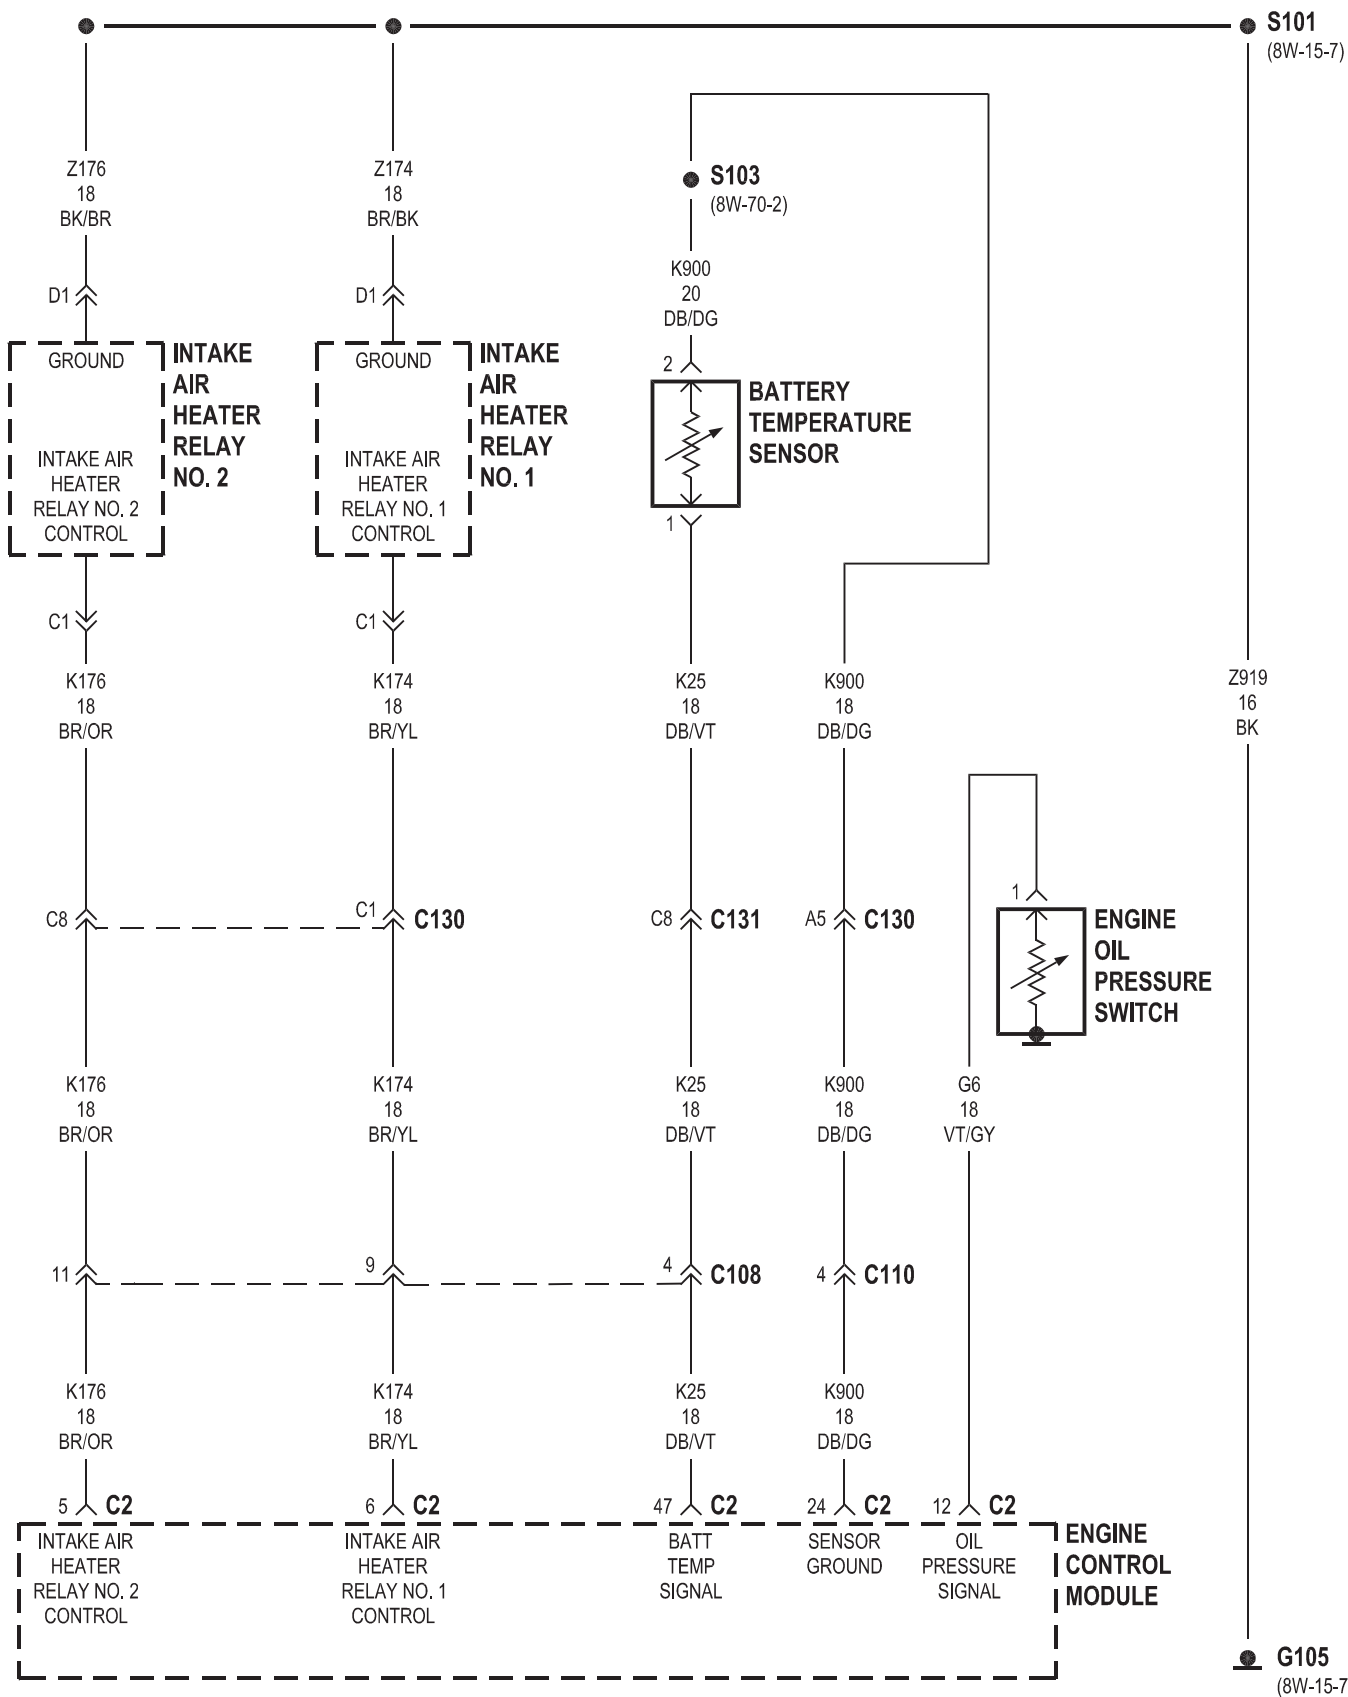 S101
(8W-15-7)
Z176
18
BK/BR
Z174
18
BR/BK
S103
(8W-70-2)
K900
20
DB/DG
D1
D1
2
GROUND
INTAKE AIR
HEATER
RELAY NO. 2
CONTROL
INTAKE
AIR
HEATER
RELAY
NO. 2
GROUND
INTAKE AIR
HEATER
RELAY NO. 1
CONTROL
INTAKE
AIR
HEATER
RELAY
NO. 1
BATTERY
TEMPERATURE
SENSOR
1
C1
C1
K176
18
BR/OR
K174
18
BR/YL
K25
18
DB/VT
K900
18
DB/DG
Z919
16
BK
C8
C1
C130
C8
C131
A5
C130
1
ENGINE
OIL
PRESSURE
SWITCH
K176
18
BR/OR
K174
18
BR/YL
K25
18
DB/VT
K900
18
DB/DG
G6
18
VT/GY
11
9
4
C108
4
C110
K176
18
BR/OR
K174
18
BR/YL
K25
18
DB/VT
K900
18
DB/DG
5
C2
6
C2
47
C2
24
C2
12
C2
INTAKE AIR
HEATER
RELAY NO. 2
CONTROL
INTAKE AIR
HEATER
RELAY NO. 1
CONTROL
BATT
TEMP
SIGNAL
SENSOR
GROUND
OIL
PRESSURE
SIGNAL
ENGINE
CONTROL
MODULE
G105
(8W-15-7